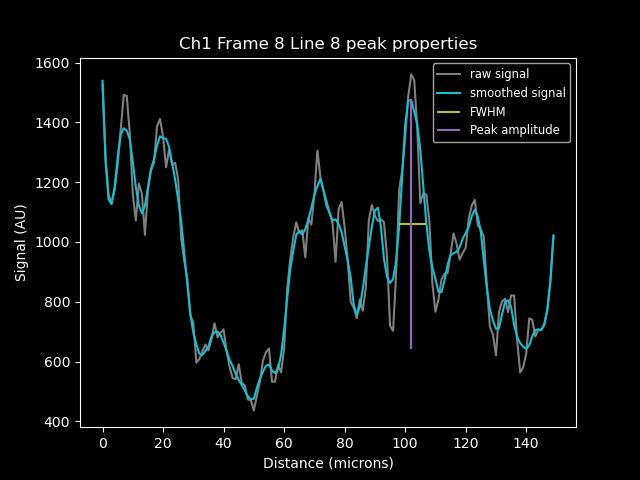 Ch1 Frame 8 Line 8 peak properties
raw signal
smoothed signal
FWHM
Peak amplitude
Signal (AU)
1600
1400
1200
1000
800
600
400
0 20 40 60 80 100 120 140
Distance (microns)